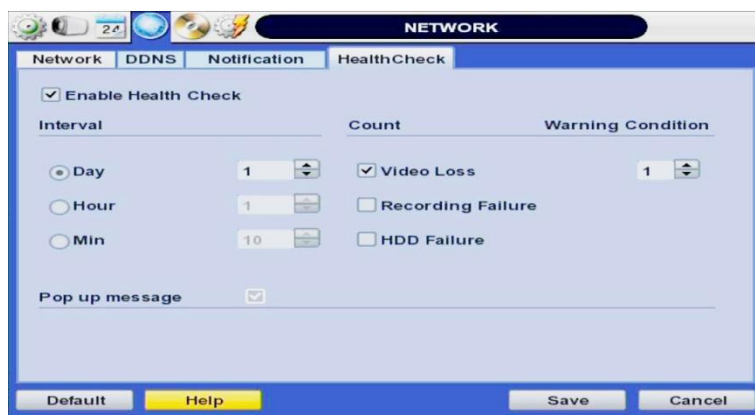 24 NETWORK
Network DDNS Notification HealthCheck
Enable Health Check
Interval Count Warning Condition
Day 1 Video Loss 1
Hour 1 Recording Failure
Min 10 HDD Failure
Pop up message
Default Help Save Cancel